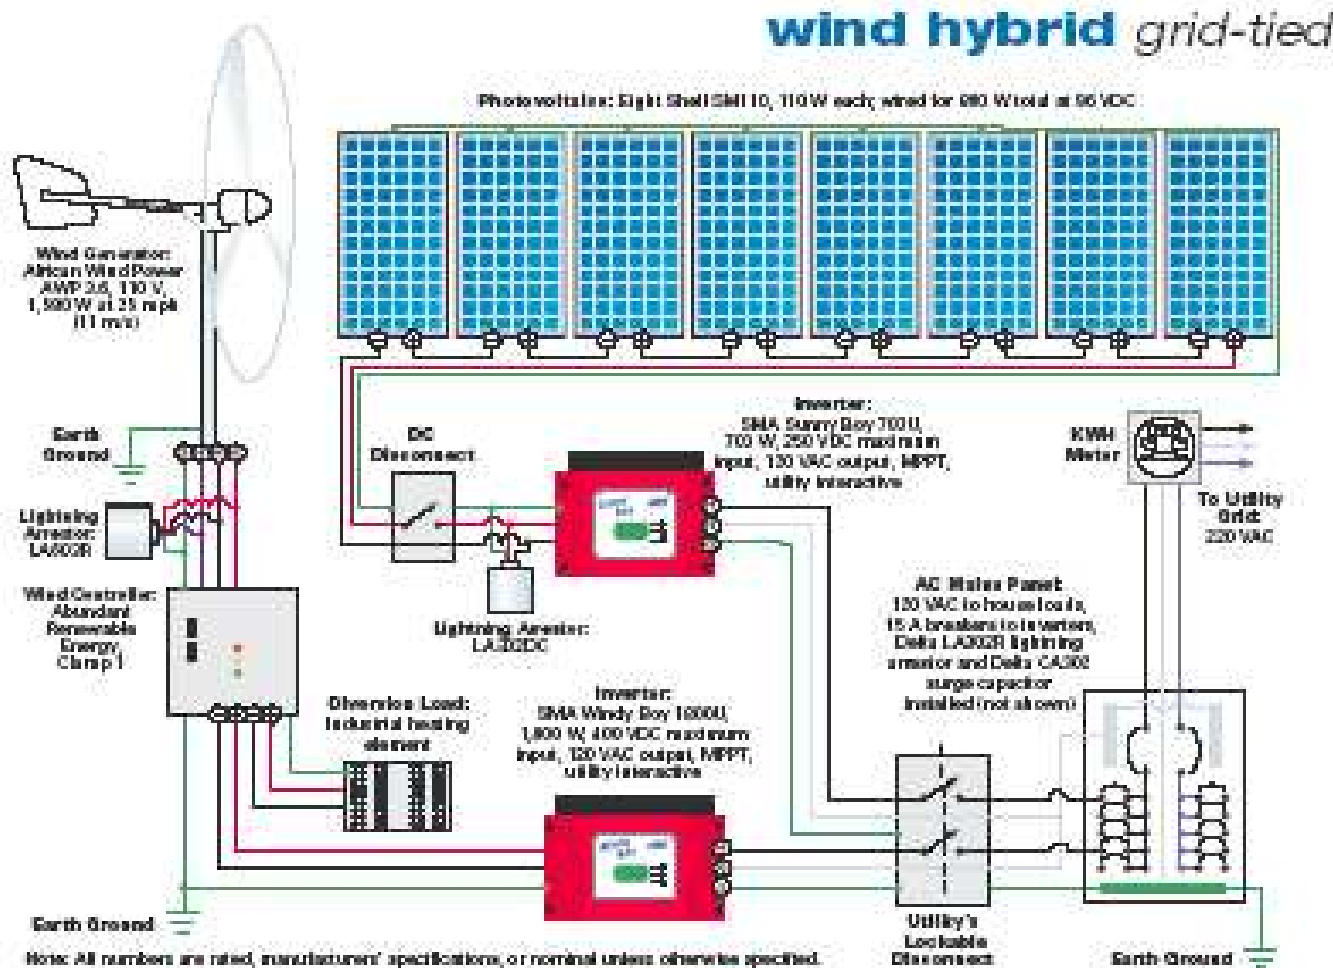 wind hybrid grid-tied
Photovoltaics: Eight Shell SM110, 110 W each; wired for 880 W total at 96 VDC
Wind Generator:
African Wind Power
AWP 3.6, 110 V,
at 25 mph
(11 m/s)
Earth
Ground
DC
Disconnect
Inverter:
SMA Sunny Boy 700U,
700 W, 250 VDC maximum
input, 120 VAC output, MPPT,
utility interactive
KWH
Meter
To Utility
Grid:
220 VAC
Lightning
Arrestor:
LA603R
Wind Controller:
Abundant
Renewable
Energy,
Clamp 1
Lightning Arrestor:
LA302DC
AC Mains Panel:
120 VAC to house loads,
15 A breakers to inverters,
Delta LA302R lightning
arrestor and Delta CA302
surge capacitor
installed (not shown)
Diversion Load:
Industrial heating
element
Inverter:
SMA Windy Boy 1800U,
1,800 W, 400 VDC maximum
input, 120 VAC output, MPPT,
utility interactive
Earth Ground
Utility's
Lockable
Disconnect
Earth Ground
Note: All numbers are rated, manufacturers' specifications, or nominal unless otherwise specified.